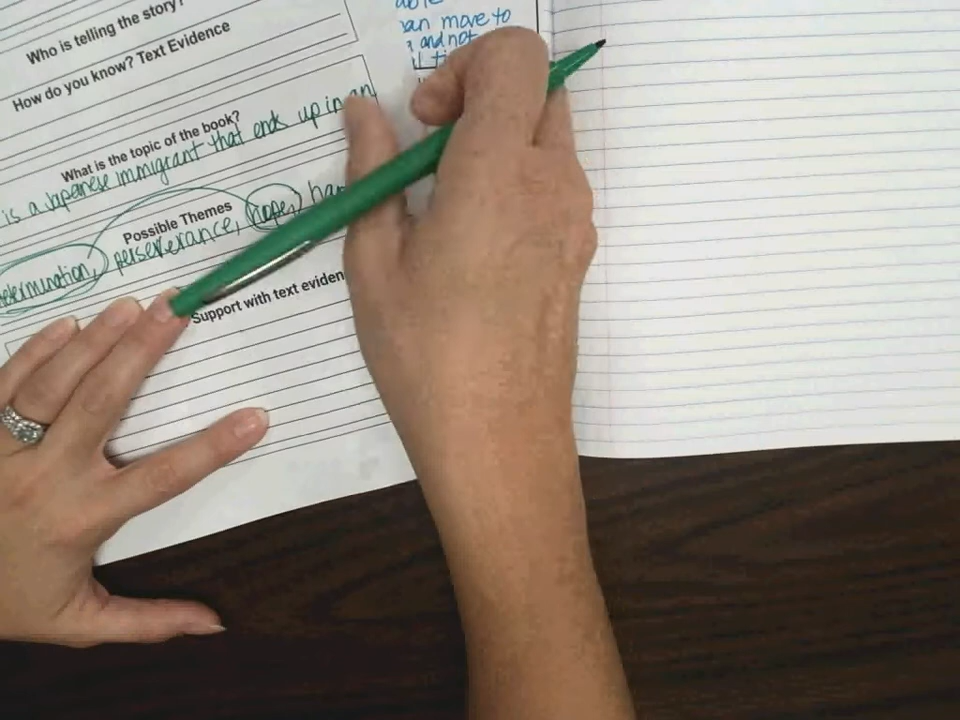 Who is telling the story?
How do you know? Text Evidence
able
can move to
and not
What is the topic of the book?
is a Japanese immigrant that ends up in an
Possible Themes
determination, perseverance, hope,
Support with text eviden